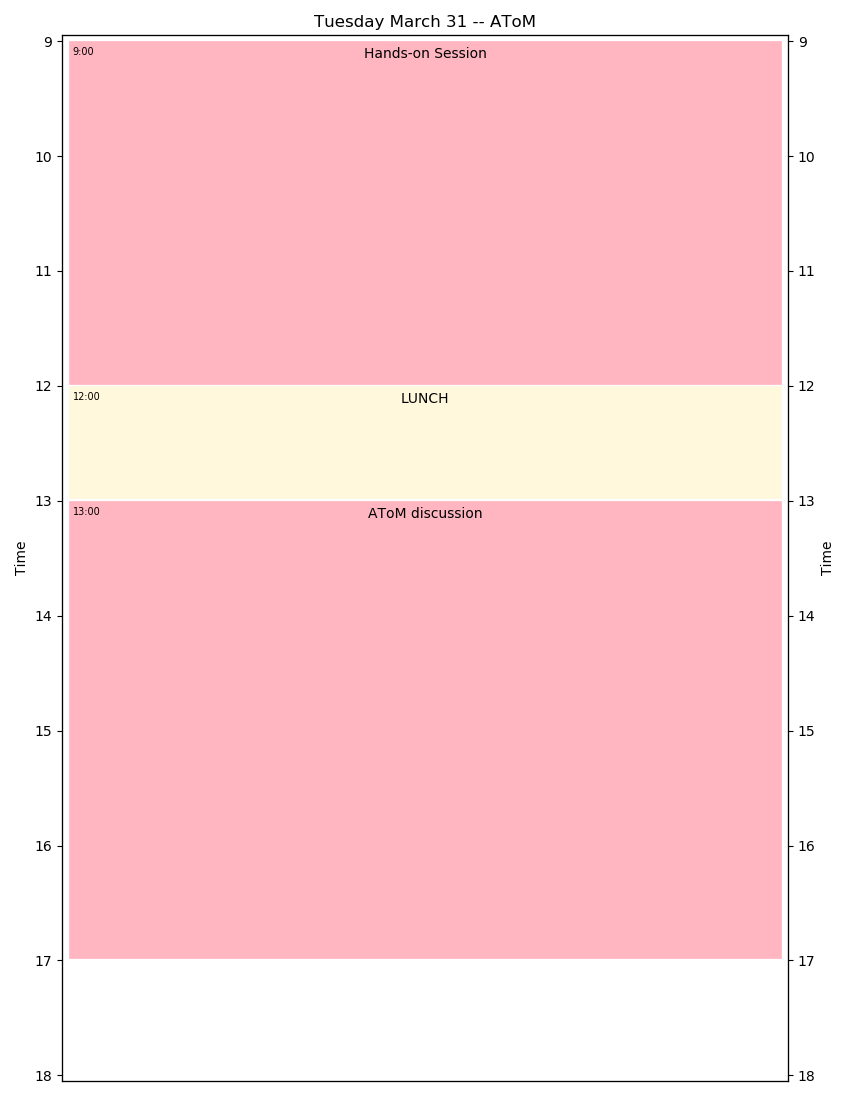 Tuesday March 31 -- AToM
9 9:00 Hands-on Session 9
10 10
11 11
12 12:00 LUNCH 12
13 13:00 AToM discussion 13
Time Time
14 14
15 15
16 16
17 17
18 18